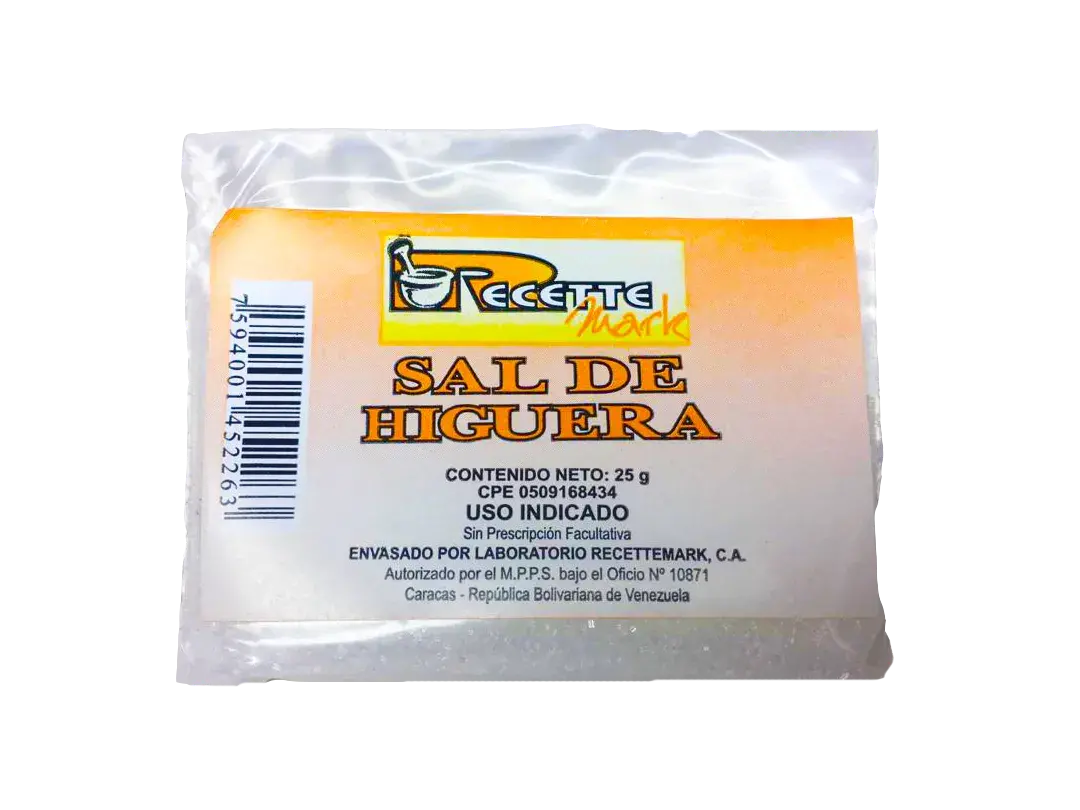 RECETTE
Mark
SAL DE
HIGUERA
CONTENIDO NETO: 25 g
CPE 0509168434
USO INDICADO
Sin Prescripción Facultativa
ENVASADO POR LABORATORIO RECETTEMARK, C.A.
Autorizado por el M.P.P.S. bajo el Oficio Nº 10871
Caracas - República Bolivariana de Venezuela
7594001452263